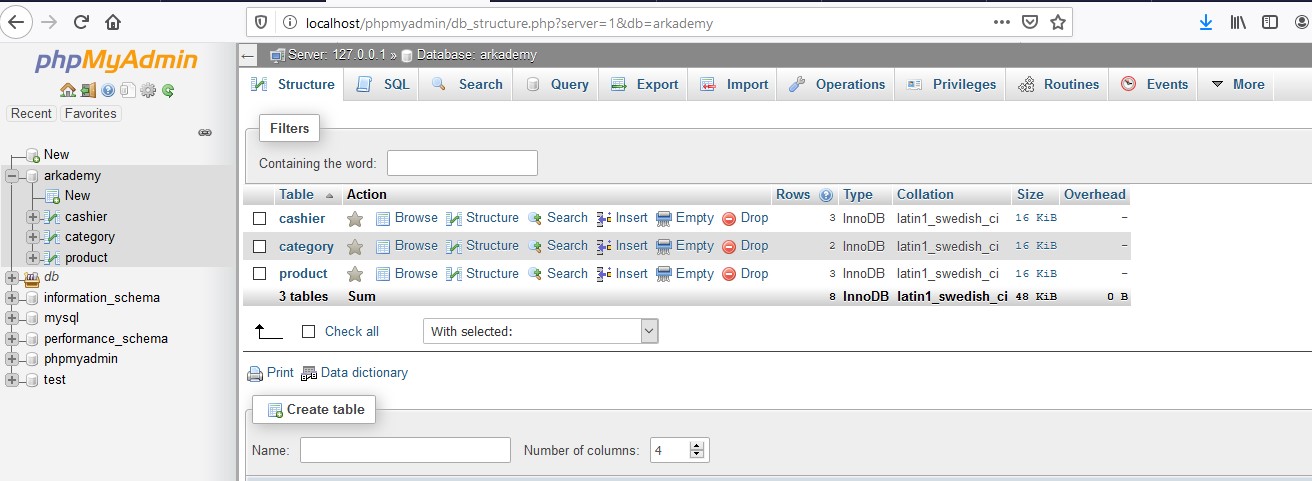 localhost/phpmyadmin/db_structure.php?server=1&db=arkademy
phpMyAdmin
Recent Favorites
New
arkademy
New
cashier
category
product
db
information_schema
mysql
performance_schema
phpmyadmin
test
Server: 127.0.0.1 » Database: arkademy
Structure SQL Search Query Export Import Operations Privileges Routines Events More
Filters
Containing the word:
Table Action Rows Type Collation Size Overhead
cashier Browse Structure Search Insert Empty Drop 3 InnoDB latin1_swedish_ci 16 KiB -
category Browse Structure Search Insert Empty Drop 2 InnoDB latin1_swedish_ci 16 KiB -
product Browse Structure Search Insert Empty Drop 3 InnoDB latin1_swedish_ci 16 KiB -
3 tables Sum 8 InnoDB latin1_swedish_ci 48 KiB 0 B
Check all With selected:
Print Data dictionary
Create table
Name: Number of columns: 4